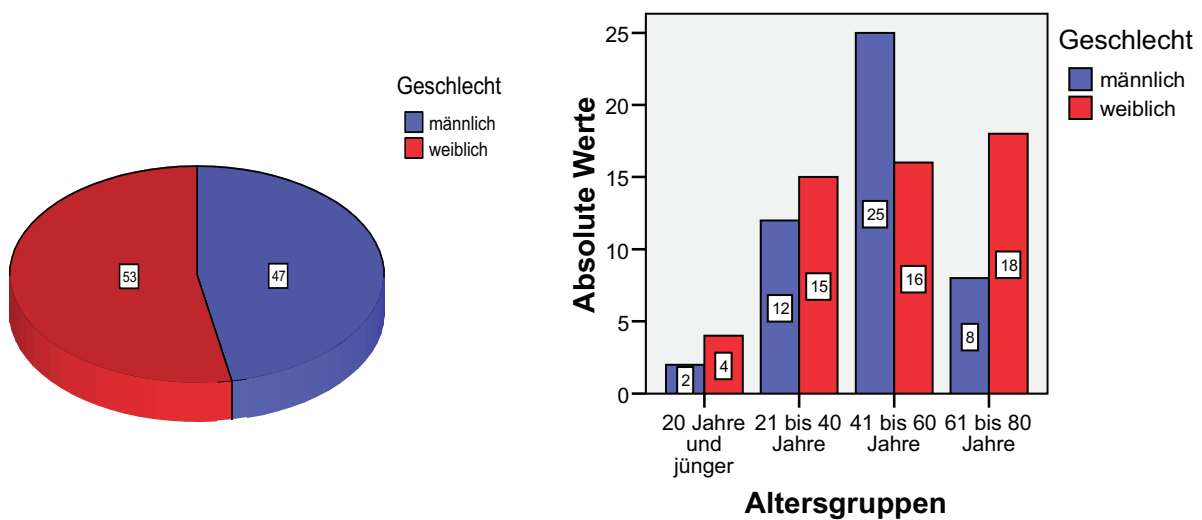 Geschlecht
männlich
weiblich
53
47
Absolute Werte
25
20
15
10
5
0
2
4
12
15
25
16
8
18
20 Jahre und jünger
21 bis 40 Jahre
41 bis 60 Jahre
61 bis 80 Jahre
Altersgruppen
Geschlecht
männlich
weiblich